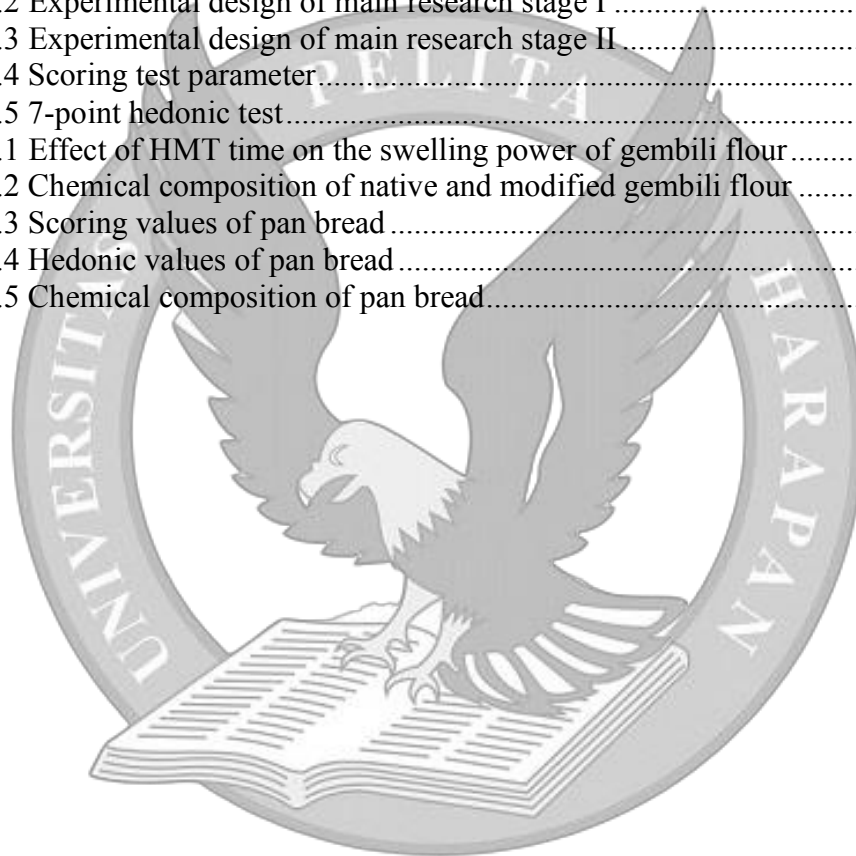 .2 Experimental design of main research stage I ..............................
.3 Experimental design of main research stage II ..............................
.4 Scoring test parameter......................................................................
.5 7-point hedonic test..........................................................................
.1 Effect of HMT time on the swelling power of gembili flour ..........
.2 Chemical composition of native and modified gembili flour .........
.3 Scoring values of pan bread .............................................................
.4 Hedonic values of pan bread ............................................................
.5 Chemical composition of pan bread..................................................
UNIVERSITAS PELITA HARAPAN